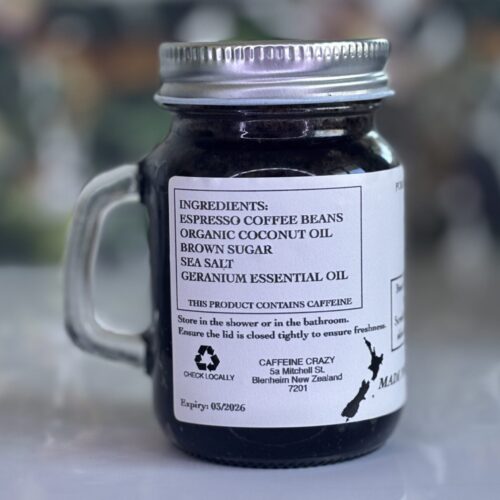 INGREDIENTS:
ESPRESSO COFFEE BEANS
ORGANIC COCONUT OIL
BROWN SUGAR
SEA SALT
GERANIUM ESSENTIAL OIL
THIS PRODUCT CONTAINS CAFFEINE
Store in the shower or in the bathroom.
Ensure the lid is closed tightly to ensure freshness.
CHECK LOCALLY
CAFFEINE CRAZY
5a Mitchell St.
Blenheim New Zealand
7201
Expiry: 03/2026